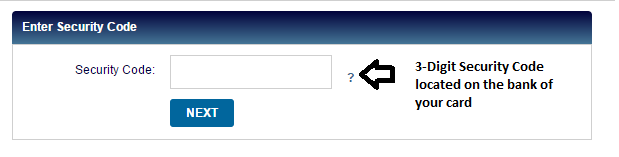 Enter Security Code
Security Code:
?
3-Digit Security Code
located on the bank of
your card
NEXT